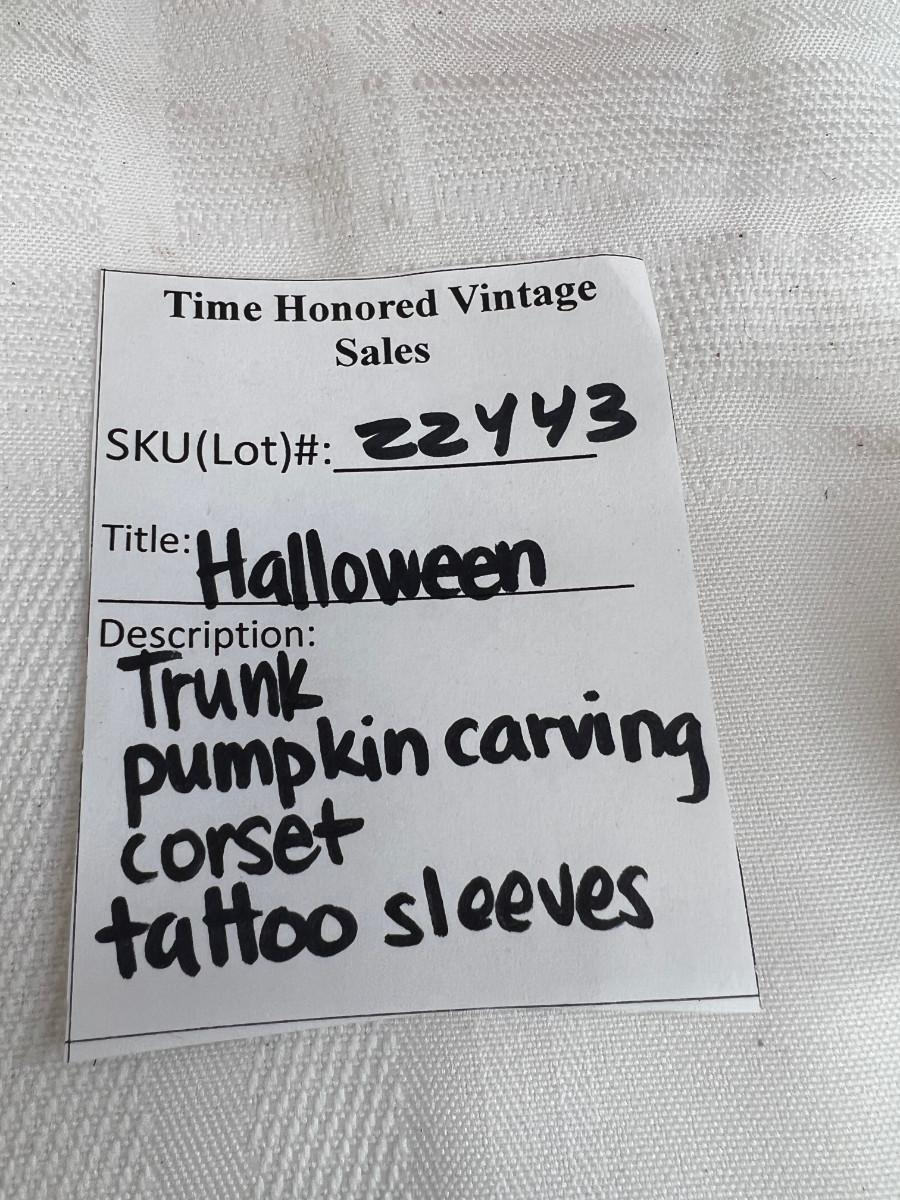 Time Honored Vintage
Sales
SKU(Lot)#: 22443
Title: Halloween
Description:
Trunk
pumpkin carving
corset
tattoo sleeves